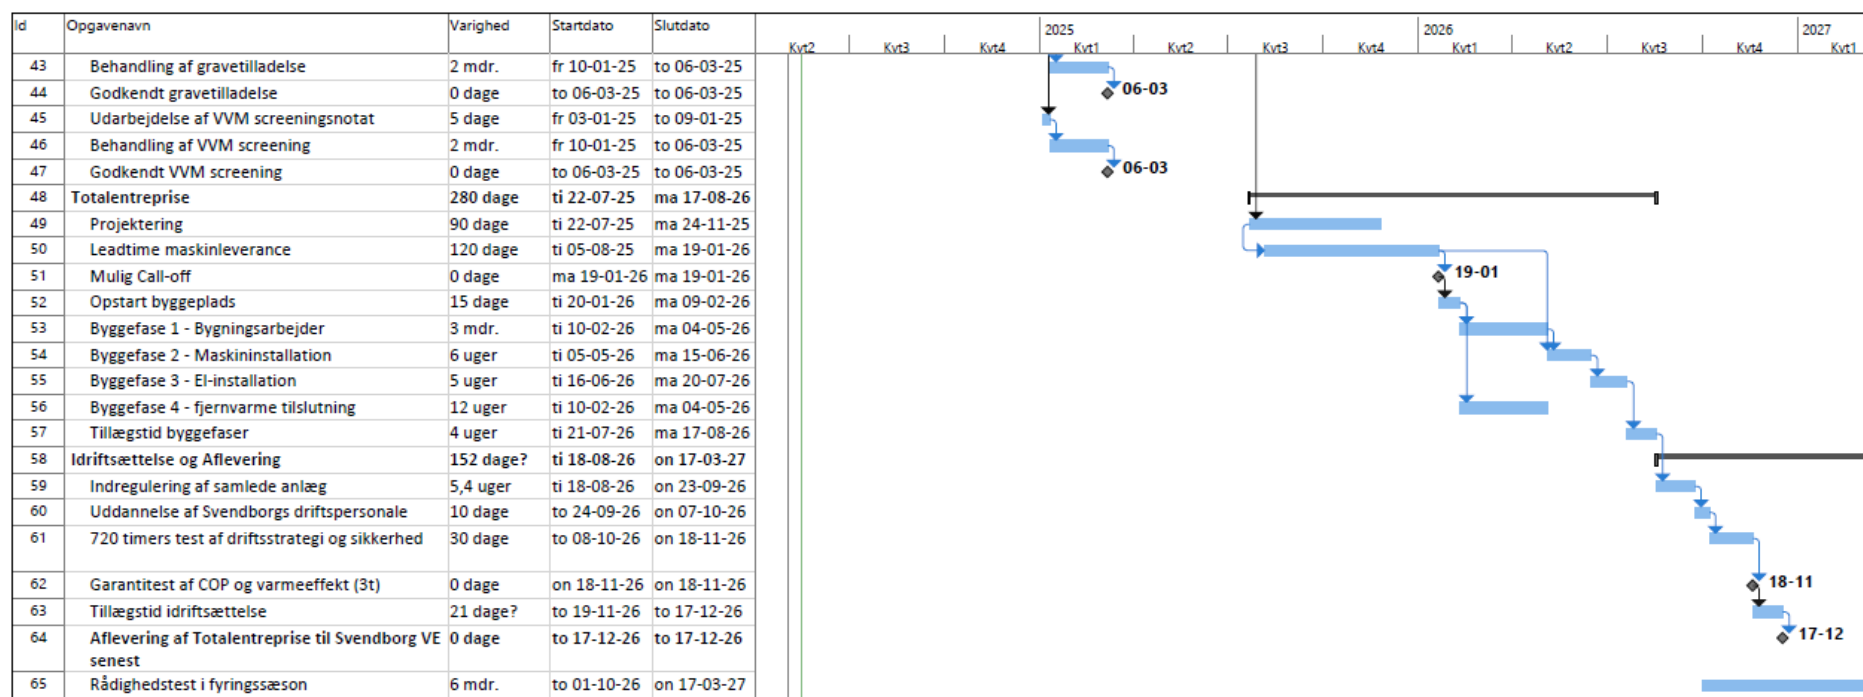 Id Opgavenavn Varighed Startdato Slutdato 2025 2026 2027
Kvt2 Kvt3 Kvt4 Kvt1 Kvt2 Kvt3 Kvt4 Kvt1 Kvt2 Kvt3 Kvt4 Kvt1
43 Behandling af gravetilladelse 2 mdr. fr 10-01-25 to 06-03-25
44 Godkendt gravetilladelse 0 dage to 06-03-25 to 06-03-25 06-03
45 Udarbejdelse af VVM screeningsnotat 5 dage fr 03-01-25 to 09-01-25
46 Behandling af VVM screening 2 mdr. fr 10-01-25 to 06-03-25
47 Godkendt VVM screening 0 dage to 06-03-25 to 06-03-25 06-03
48 Totalentreprise 280 dage ti 22-07-25 ma 17-08-26
49 Projektering 90 dage ti 22-07-25 ma 24-11-25
50 Leadtime maskinleverance 120 dage ti 05-08-25 ma 19-01-26
51 Mulig Call-off 0 dage ma 19-01-26 ma 19-01-26 19-01
52 Opstart byggeplads 15 dage ti 20-01-26 ma 09-02-26
53 Byggefase 1 - Bygningsarbejder 3 mdr. ti 10-02-26 ma 04-05-26
54 Byggefase 2 - Maskininstallation 6 uger ti 05-05-26 ma 15-06-26
55 Byggefase 3 - El-installation 5 uger ti 16-06-26 ma 20-07-26
56 Byggefase 4 - fjernvarme tilslutning 12 uger ti 10-02-26 ma 04-05-26
57 Tillægstid byggefaser 4 uger ti 21-07-26 ma 17-08-26
58 Idriftsættelse og Aflevering 152 dage? ti 18-08-26 on 17-03-27
59 Indregulering af samlede anlæg 5,4 uger ti 18-08-26 on 23-09-26
60 Uddannelse af Svendborgs driftspersonale 10 dage to 24-09-26 on 07-10-26
61 720 timers test af driftsstrategi og sikkerhed 30 dage to 08-10-26 on 18-11-26
62 Garantitest af COP og varmeeffekt (3t) 0 dage on 18-11-26 on 18-11-26 18-11
63 Tillægstid idriftsættelse 21 dage? to 19-11-26 to 17-12-26
64 Aflevering af Totalentreprise til Svendborg VE 0 dage to 17-12-26 to 17-12-26 17-12
senest
65 Rådighedstest i fyringssæson 6 mdr. to 01-10-26 on 17-03-27